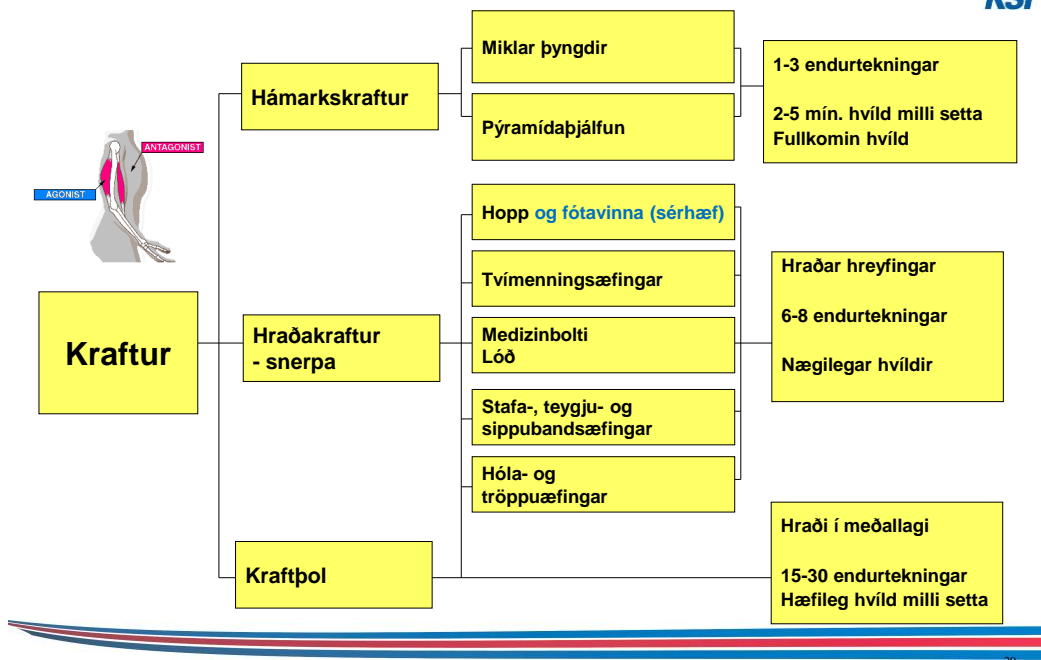 KSÍ
Miklar þyngdir
1-3 endurtekningar
2-5 mín. hvíld milli setta
Fullkomin hvíld
Hámarkskraftur
Pýramídaþjálfun
ANTAGONIST
AGONIST
Hopp og fótavinna (sérhæf)
Tvímenningsæfingar
Hraðar hreyfingar
6-8 endurtekningar
Nægilegar hvíldir
Kraftur
Hraðakraftur
- snerpa
Medizinbolti
Lóð
Stafa-, teygju- og
sippubandsæfingar
Hóla- og
tröppuæfingar
Kraftþol
Hraði í meðallagi
15-30 endurtekningar
Hæfileg hvíld milli setta